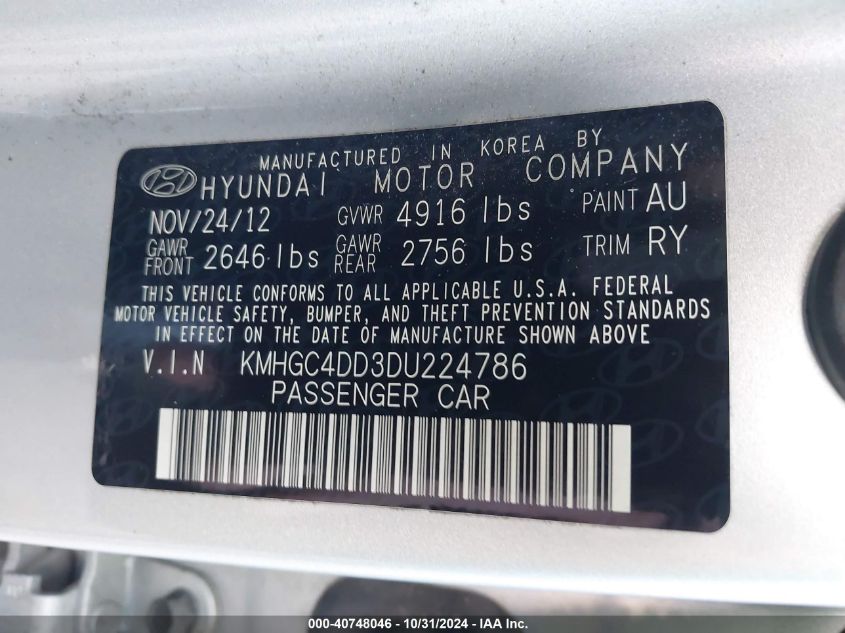 MANUFACTURED IN KOREA BY
HYUNDAI MOTOR COMPANY
NOV/24/12 GVWR 4916 lbs PAINT AU
GAWR FRONT 2646 lbs GAWR REAR 2756 lbs TRIM RY
THIS VEHICLE CONFORMS TO ALL APPLICABLE U.S.A. FEDERAL
MOTOR VEHICLE SAFETY, BUMPER, AND THEFT PREVENTION STANDARDS
IN EFFECT ON THE DATE OF MANUFACTURE SHOWN ABOVE
V.I.N KMHGC4DD3DU224786
PASSENGER CAR
000-40748046 - 10/31/2024 - IAAI.com